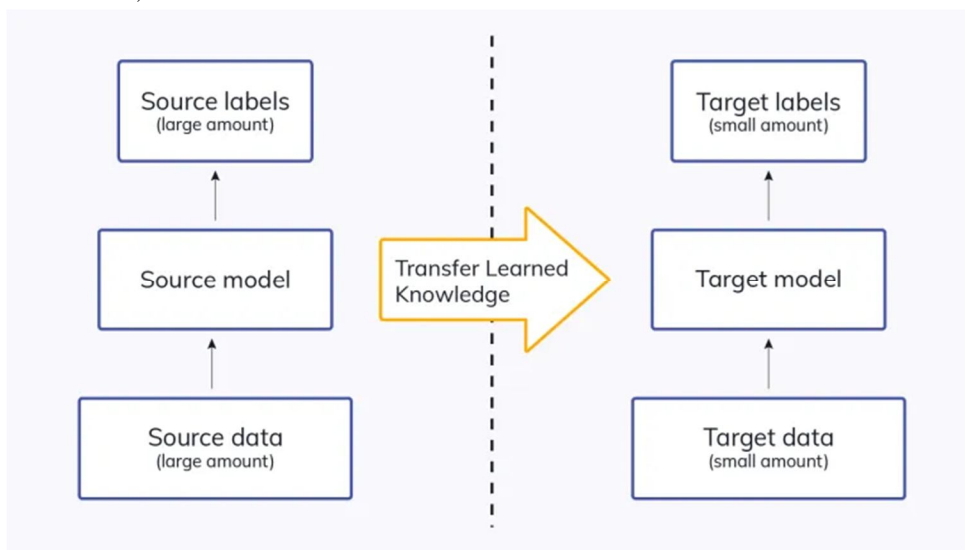 Source labels
(large amount)
Target labels
(small amount)
Source model
Transfer Learned
Knowledge
Target model
Source data
(large amount)
Target data
(small amount)